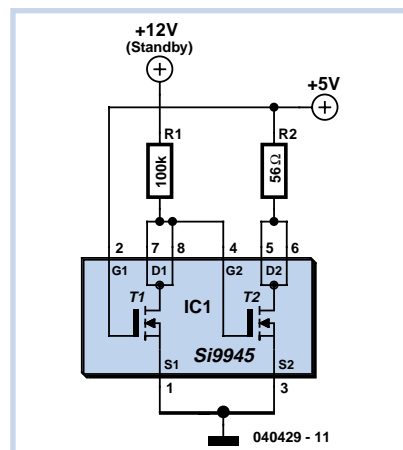 +12V
(Standby)
+5V
R1
R2
100k
56Ω
2 7 8 4 5 6
G1 D1 G2 D2
T1 IC1 T2
Si9945
S1 S2
1 3
040429 - 11